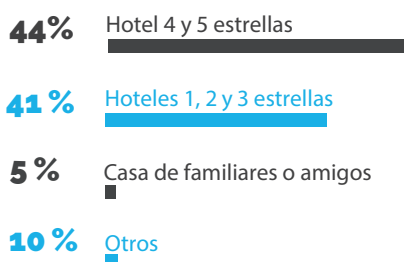 44% Hotel 4 y 5 estrellas
41 % Hoteles 1, 2 y 3 estrellas
5 % Casa de familiares o amigos
10 % Otros